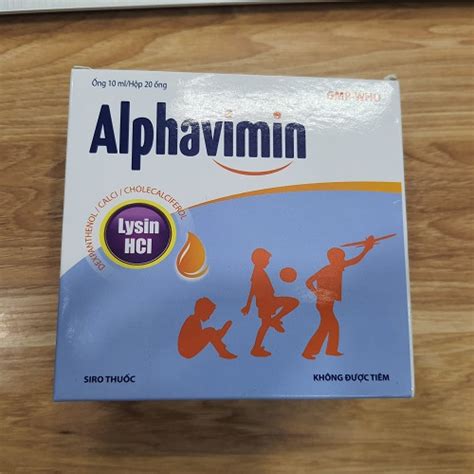 Ống 10 ml/Hộp 20 ống
GMP-WHO
Alphavimin
DEXPANTHENOL / CALCI / CHOLECALCIFEROL
Lysin
HCl
SIRO THUỐC
KHÔNG ĐƯỢC TIÊM